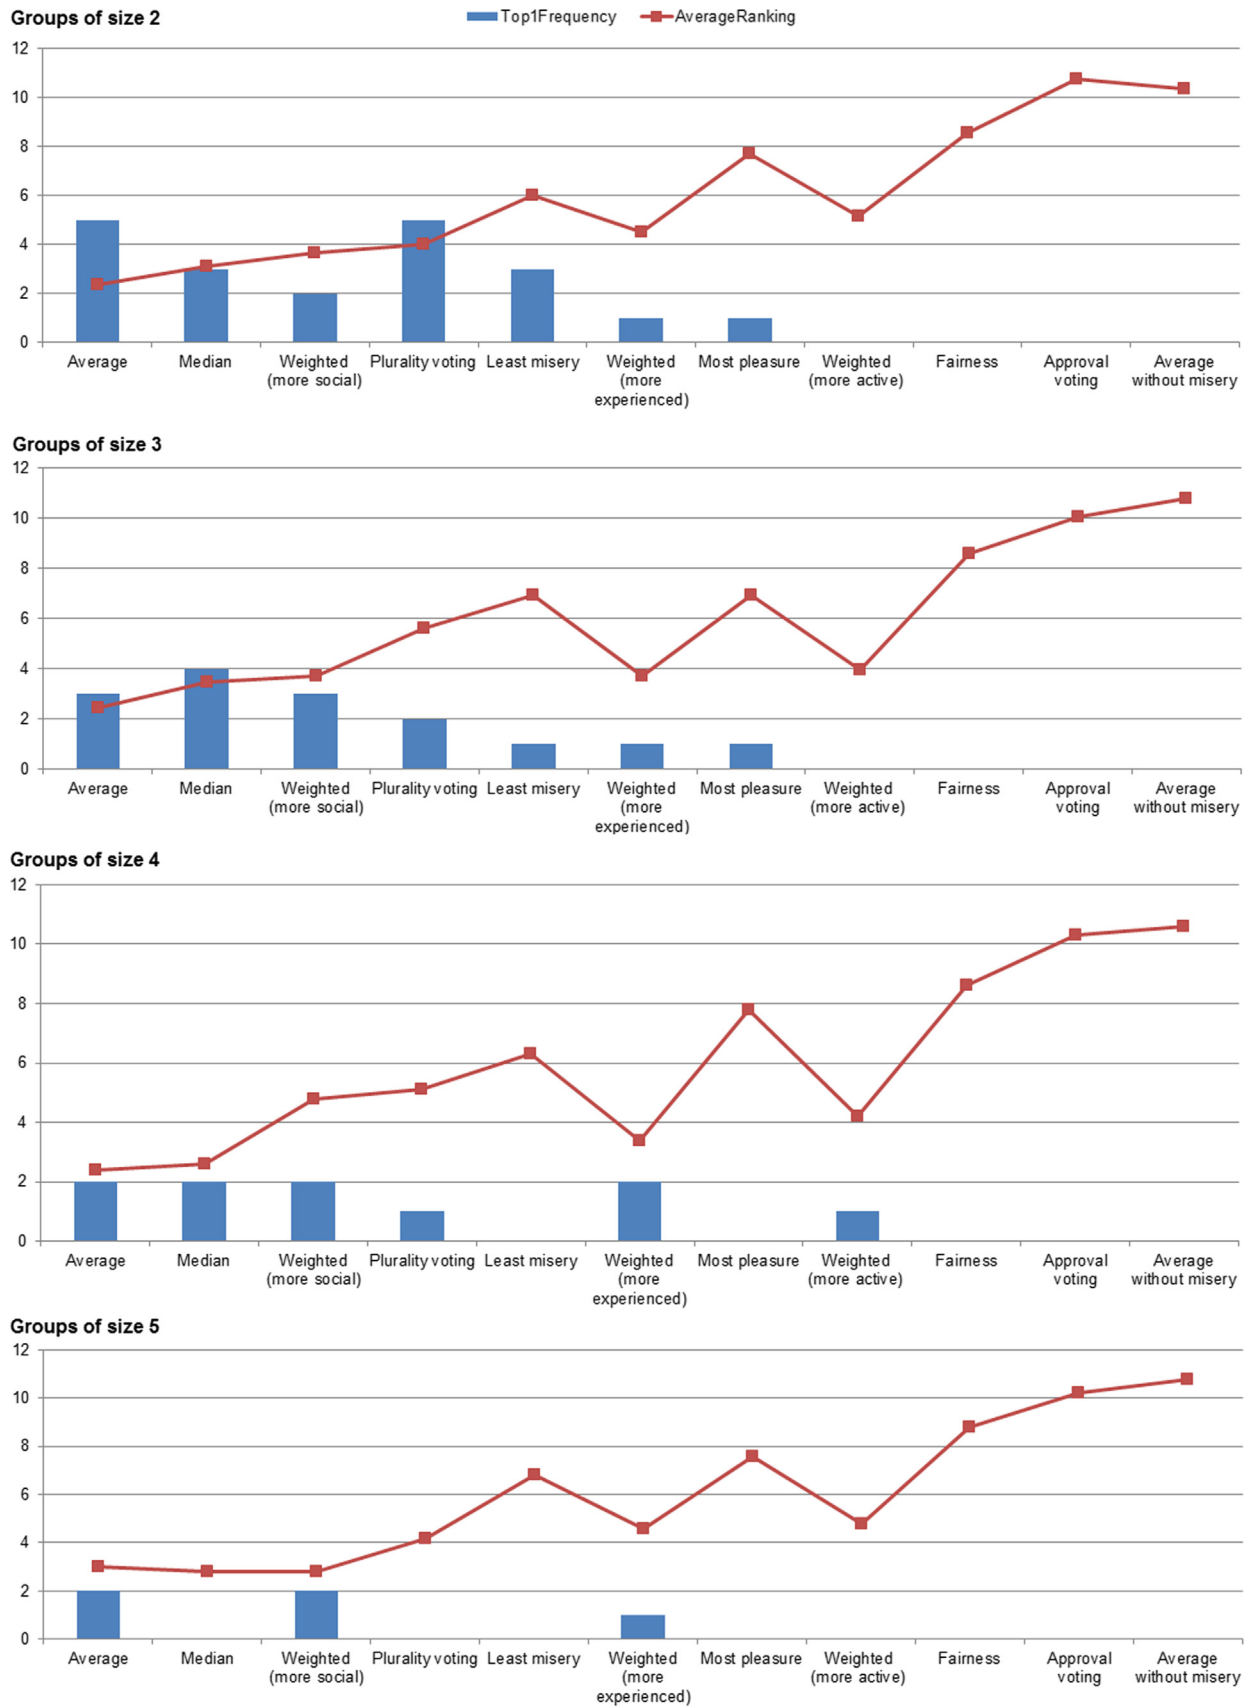 Groups of size 2
Top1Frequency
AverageRanking
12
10
8
6
4
2
0
Average
Median
Weighted
(more social)
Plurality voting
Least misery
Weighted
(more
experienced)
Most pleasure
Weighted
(more active)
Fairness
Approval
voting
Average
without misery
Groups of size 3
12
10
8
6
4
2
0
Average
Median
Weighted
(more social)
Plurality voting
Least misery
Weighted
(more
experienced)
Most pleasure
Weighted
(more active)
Fairness
Approval
voting
Average
without misery
Groups of size 4
12
10
8
6
4
2
0
Average
Median
Weighted
(more social)
Plurality voting
Least misery
Weighted
(more
experienced)
Most pleasure
Weighted
(more active)
Fairness
Approval
voting
Average
without misery
Groups of size 5
12
10
8
6
4
2
0
Average
Median
Weighted
(more social)
Plurality voting
Least misery
Weighted
(more
experienced)
Most pleasure
Weighted
(more active)
Fairness
Approval
voting
Average
without misery